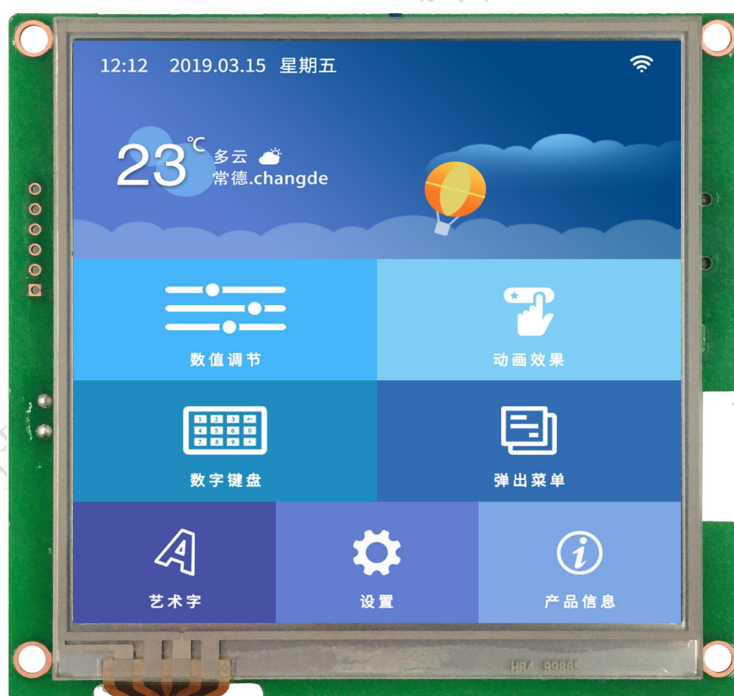 12:12 2019.03.15 星期五
23℃
多云
常德.changde
数值调节
动画效果
数字键盘
弹出菜单
艺术字
设置
产品信息